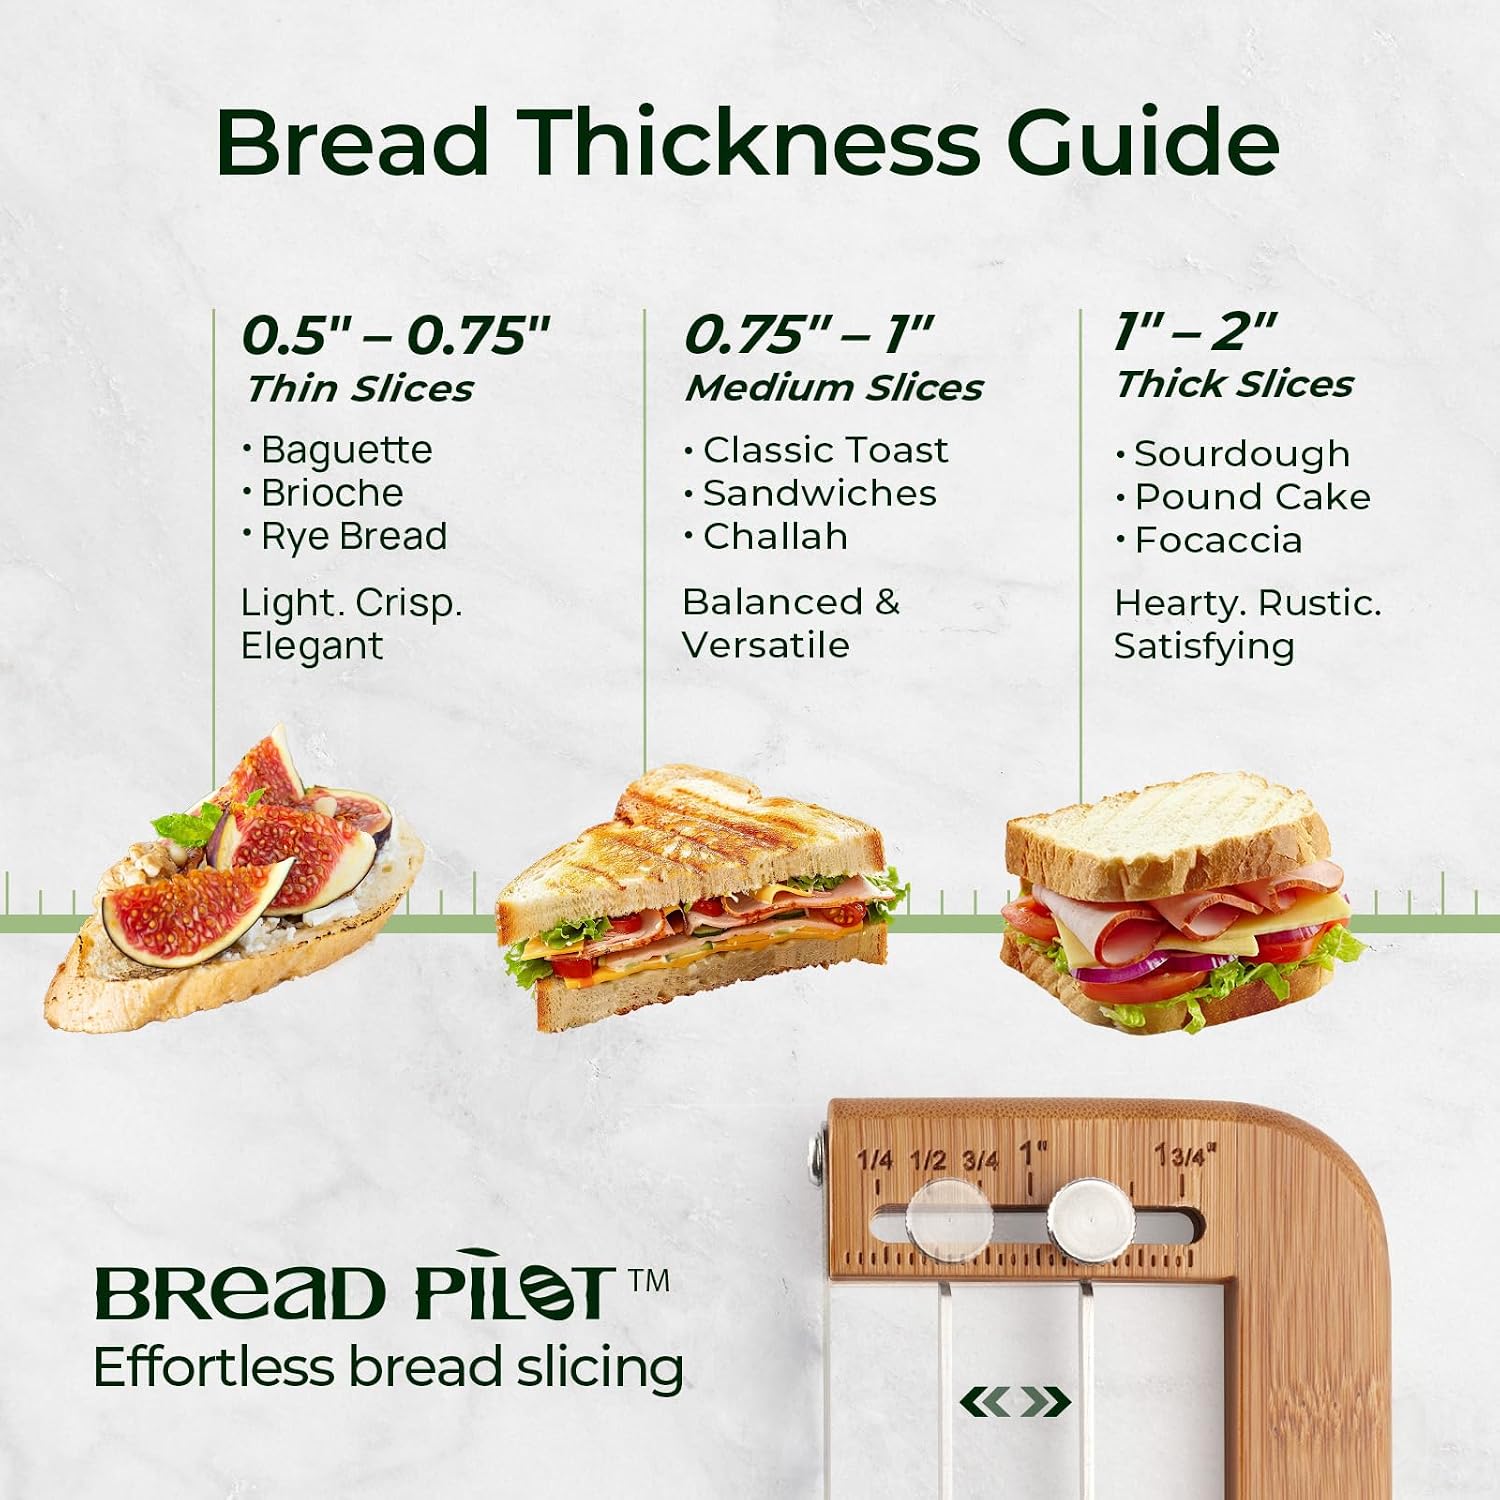 Bread Thickness Guide
0.5" – 0.75"
Thin Slices
• Baguette
• Brioche
• Rye Bread
Light. Crisp.
Elegant
0.75" – 1"
Medium Slices
• Classic Toast
• Sandwiches
• Challah
Balanced &
Versatile
1" – 2"
Thick Slices
• Sourdough
• Pound Cake
• Focaccia
Hearty. Rustic.
Satisfying
1/4 1/2 3/4 1" 1 3/4"
BREAD PILOT™
Effortless bread slicing